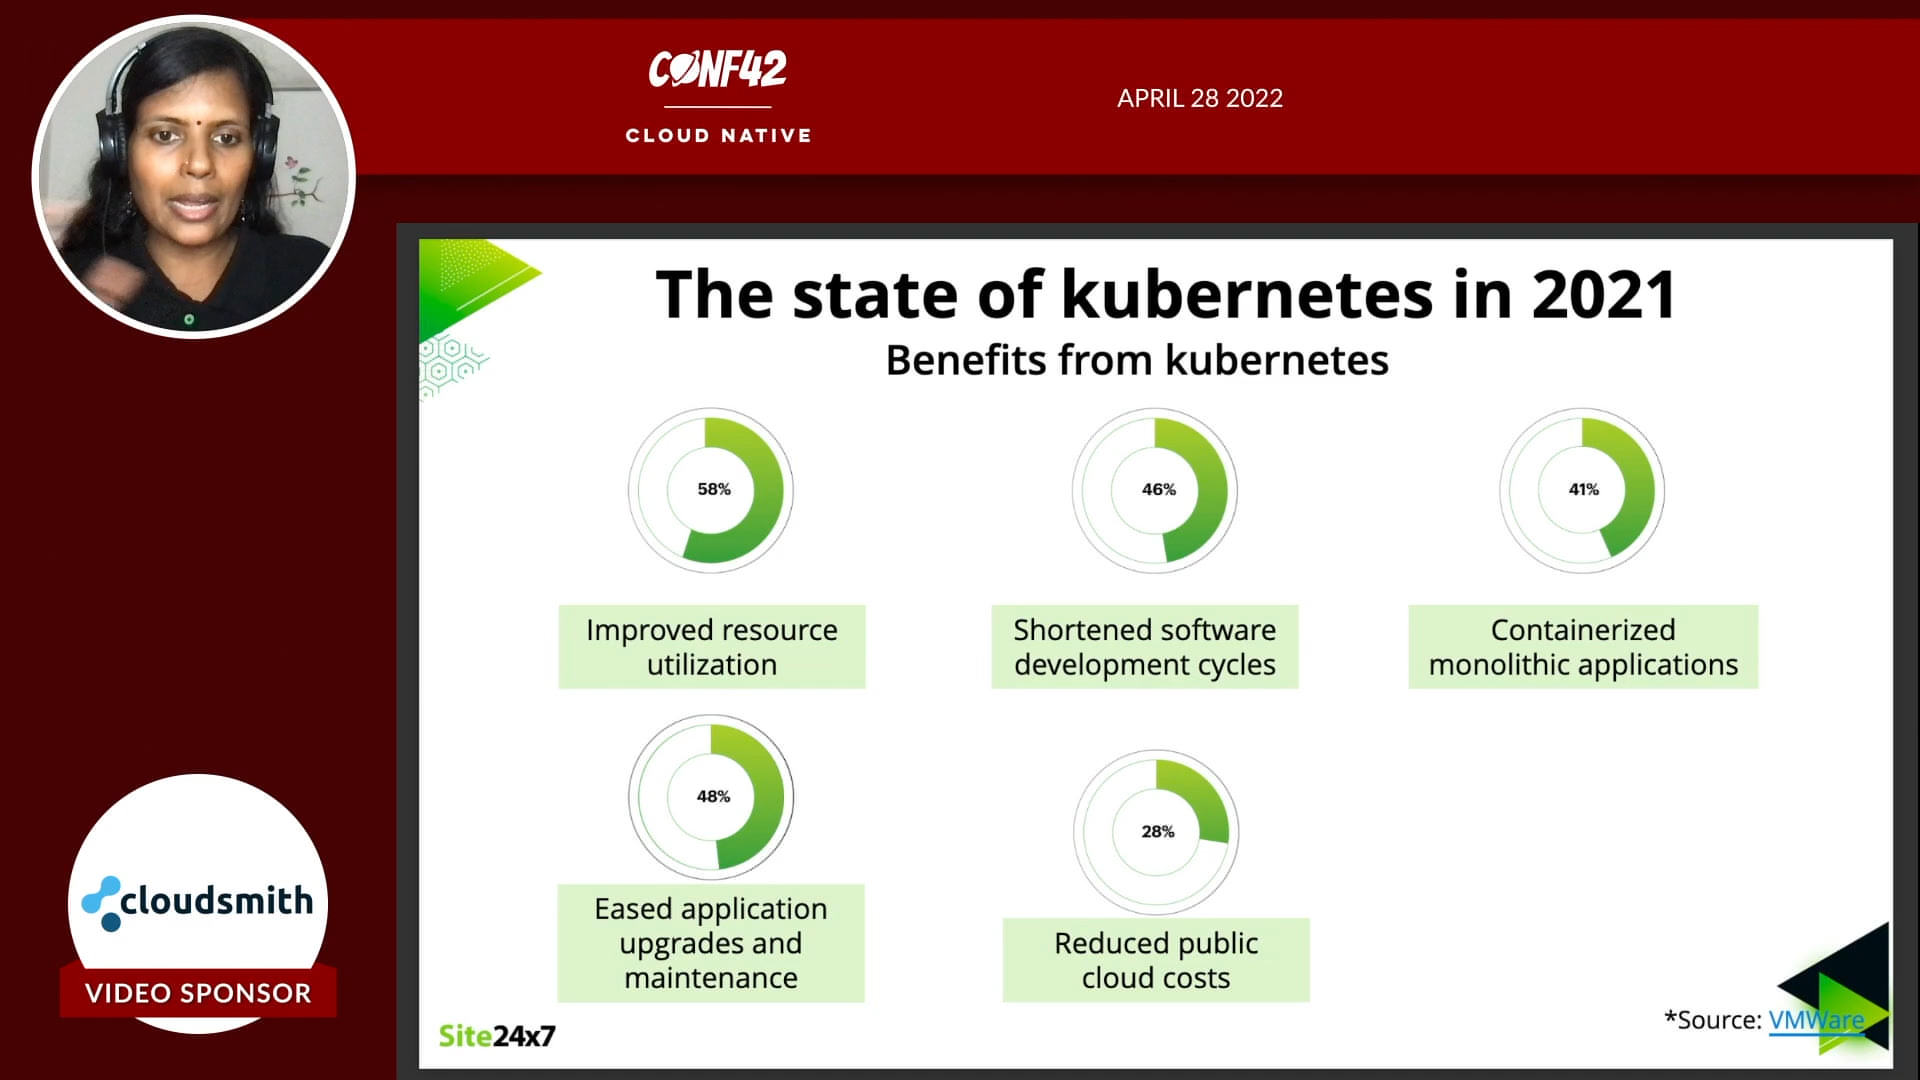 CONF42
CLOUD NATIVE
APRIL 28 2022
The state of kubernetes in 2021
Benefits from kubernetes
58%
46%
41%
Improved resource
utilization
Shortened software
development cycles
Containerized
monolithic applications
48%
28%
Eased application
upgrades and
maintenance
Reduced public
cloud costs
Site24x7
*Source: VMWare
cloudsmith
VIDEO SPONSOR